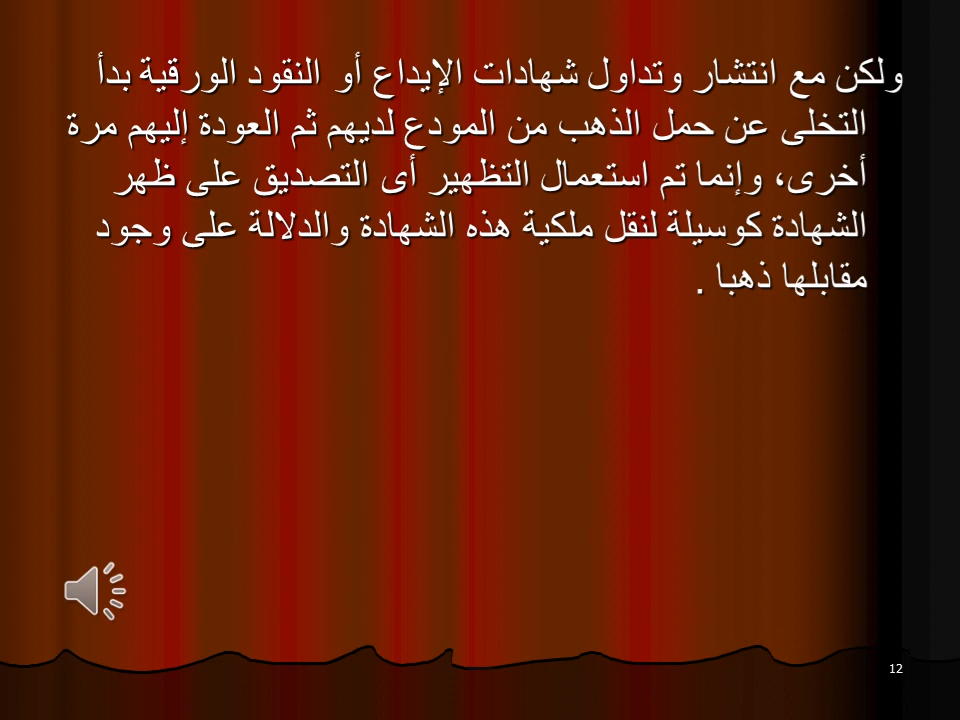 ولكن مع انتشار وتداول شهادات الإيداع أو النقود الورقية بدأ
التخلى عن حمل الذهب من المودع لديهم ثم العودة إليهم مرة
أخرى، وإنما تم استعمال التظهير أى التصديق على ظهر
الشهادة كوسيلة لنقل ملكية هذه الشهادة والدلالة على وجود
مقابلها ذهبا .
12